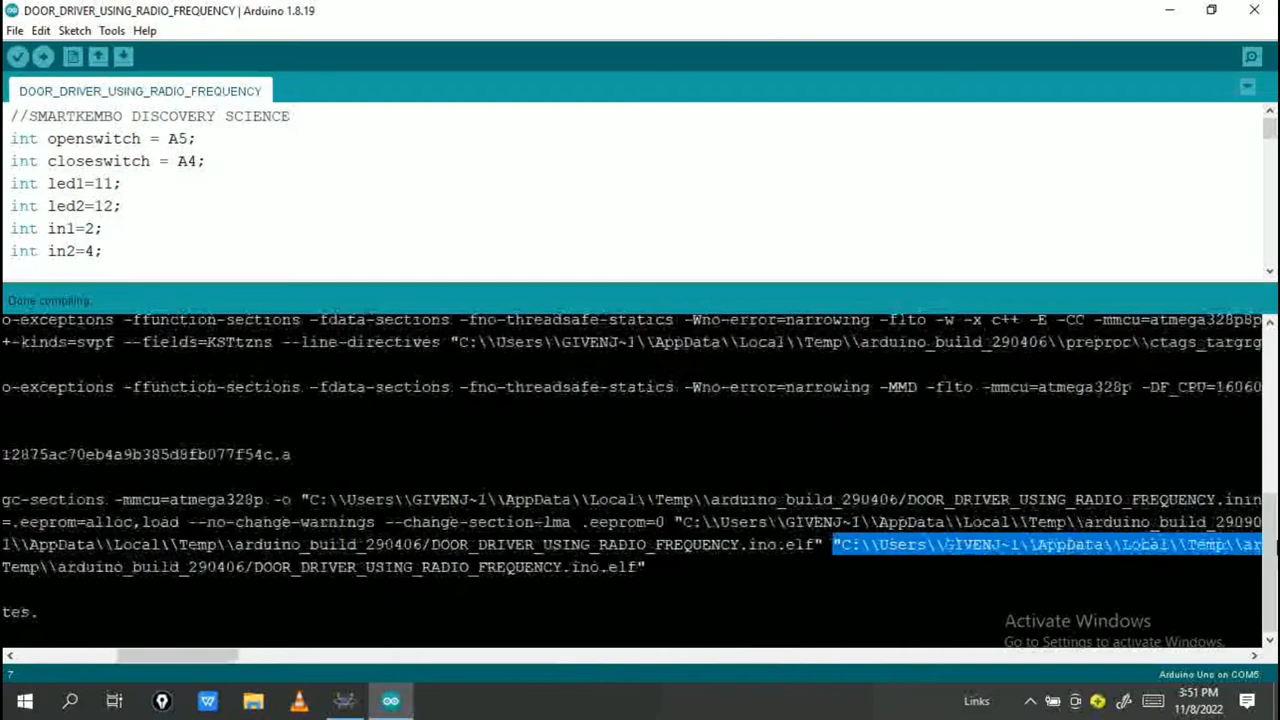 DOOR_DRIVER_USING_RADIO_FREQUENCY | Arduino 1.8.19
File Edit Sketch Tools Help
DOOR_DRIVER_USING_RADIO_FREQUENCY
//SMARTKEMBO DISCOVERY SCIENCE
int openswitch = A5;
int closeswitch = A4;
int led1=11;
int led2=12;
int in1=2;
int in2=4;
Done compiling.
o-exceptions -ffunction-sections -fdata-sections -fno-threadsafe-statics -Wno-error=narrowing -flto -w -x c++ -E -CC -mmcu=atmega328p8p
+-kinds=svpf --fields=KSTtzns --line-directives "C:\\Users\\GIVENJ~1\\AppData\\Local\\Temp\\arduino_build_290406\\preproc\\ctags_targrg
o-exceptions -ffunction-sections -fdata-sections -fno-threadsafe-statics -Wno-error=narrowing -MMD -flto -mmcu=atmega328p -DF_CPU=16060
12875ac70eb4a9b385d8fb077f54c.a
gc-sections -mmcu=atmega328p -o "C:\\Users\\GIVENJ~1\\AppData\\Local\\Temp\\arduino_build_290406/DOOR_DRIVER_USING_RADIO_FREQUENCY.inin
=.eeprom=alloc,load --no-change-warnings --change-section-lma .eeprom=0 "C:\\Users\\GIVENJ~1\\AppData\\Local\\Temp\\arduino_build_29090
l\\AppData\\Local\\Temp\\arduino_build_290406/DOOR_DRIVER_USING_RADIO_FREQUENCY.ino.elf" "C:\\Users\\GIVENJ~1\\AppData\\Local\\Temp\\ar
Temp\\arduino_build_290406/DOOR_DRIVER_USING_RADIO_FREQUENCY.ino.elf"
tes.
Activate Windows
Go to Settings to activate Windows.
7
Arduino Uno on COM5
Links
3:51 PM
11/8/2022